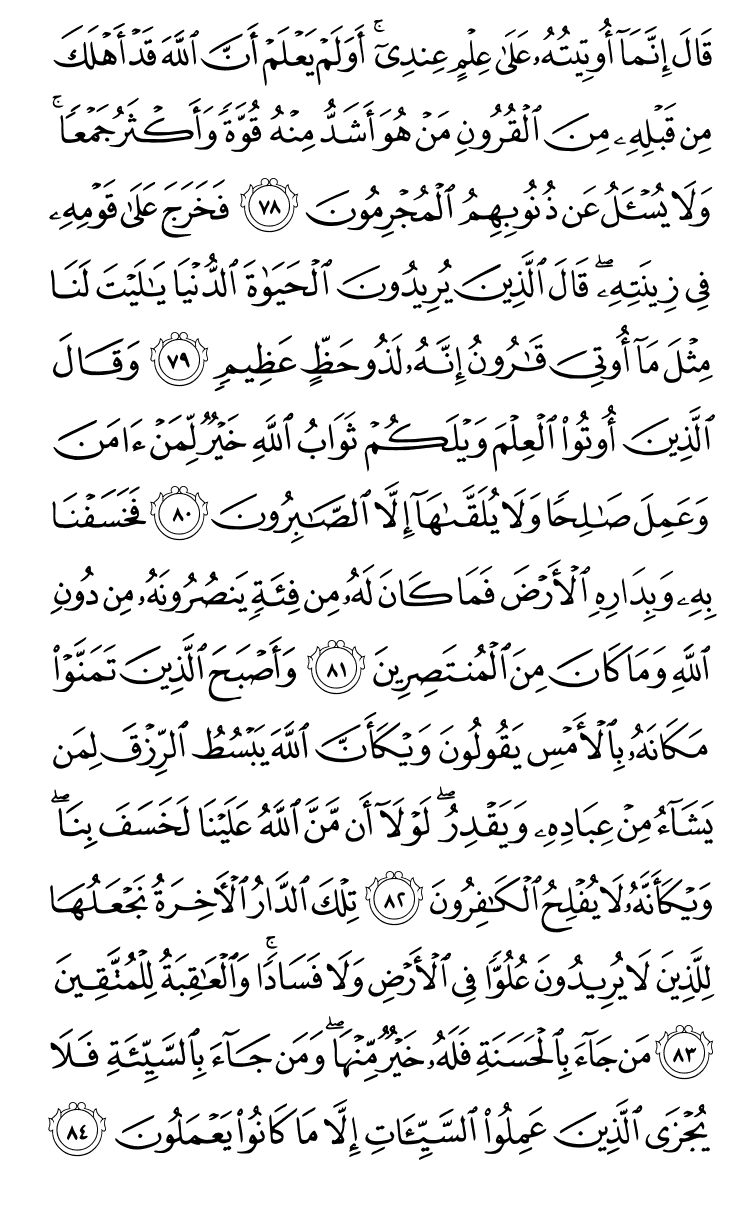 قَالَ إِنَّمَآ أُوتِيتُهُۥ عَلَىٰ عِلْمٍ عِندِىٓ ۚ أَوَلَمْ يَعْلَمْ أَنَّ ٱللَّهَ قَدْ أَهْلَكَ
مِن قَبْلِهِۦ مِنَ ٱلْقُرُونِ مَنْ هُوَ أَشَدُّ مِنْهُ قُوَّةً وَأَكْثَرُ جَمْعًا ۚ
وَلَا يُسْـَٔلُ عَن ذُنُوبِهِمُ ٱلْمُجْرِمُونَ ٧٨ فَخَرَجَ عَلَىٰ قَوْمِهِۦ
فِى زِينَتِهِۦ ۖ قَالَ ٱلَّذِينَ يُرِيدُونَ ٱلْحَيَوٰةَ ٱلدُّنْيَا يَـٰلَيْتَ لَنَا
مِثْلَ مَآ أُوتِىَ قَـٰرُونُ إِنَّهُۥ لَذُو حَظٍّ عَظِيمٍ ٧٩ وَقَالَ
ٱلَّذِينَ أُوتُوا۟ ٱلْعِلْمَ وَيْلَكُمْ ثَوَابُ ٱللَّهِ خَيْرٌ لِّمَنْ ءَامَنَ
وَعَمِلَ صَـٰلِحًا وَلَا يُلَقَّىٰهَآ إِلَّا ٱلصَّـٰبِرُونَ ٨٠ فَخَسَفْنَا
بِهِۦ وَبِدَارِهِ ٱلْأَرْضَ فَمَا كَانَ لَهُۥ مِن فِئَةٍ يَنصُرُونَهُۥ مِن دُونِ
ٱللَّهِ وَمَا كَانَ مِنَ ٱلْمُنتَصِرِينَ ٨١ وَأَصْبَحَ ٱلَّذِينَ تَمَنَّوْا۟
مَكَانَهُۥ بِٱلْأَمْسِ يَقُولُونَ وَيْكَأَنَّ ٱللَّهَ يَبْسُطُ ٱلرِّزْقَ لِمَن
يَشَآءُ مِنْ عِبَادِهِۦ وَيَقْدِرُ ۖ لَوْلَآ أَن مَّنَّ ٱللَّهُ عَلَيْنَا لَخَسَفَ بِنَا ۖ
وَيْكَأَنَّهُۥ لَا يُفْلِحُ ٱلْكَـٰفِرُونَ ٨٢ تِلْكَ ٱلدَّارُ ٱلْـَٔاخِرَةُ نَجْعَلُهَا
لِلَّذِينَ لَا يُرِيدُونَ عُلُوًّا فِى ٱلْأَرْضِ وَلَا فَسَادًا ۚ وَٱلْعَـٰقِبَةُ لِلْمُتَّقِينَ
٨٣ مَن جَآءَ بِٱلْحَسَنَةِ فَلَهُۥ خَيْرٌ مِّنْهَا ۖ وَمَن جَآءَ بِٱلسَّيِّئَةِ فَلَا
يُجْزَى ٱلَّذِينَ عَمِلُوا۟ ٱلسَّيِّـَٔاتِ إِلَّا مَا كَانُوا۟ يَعْمَلُونَ ٨٤